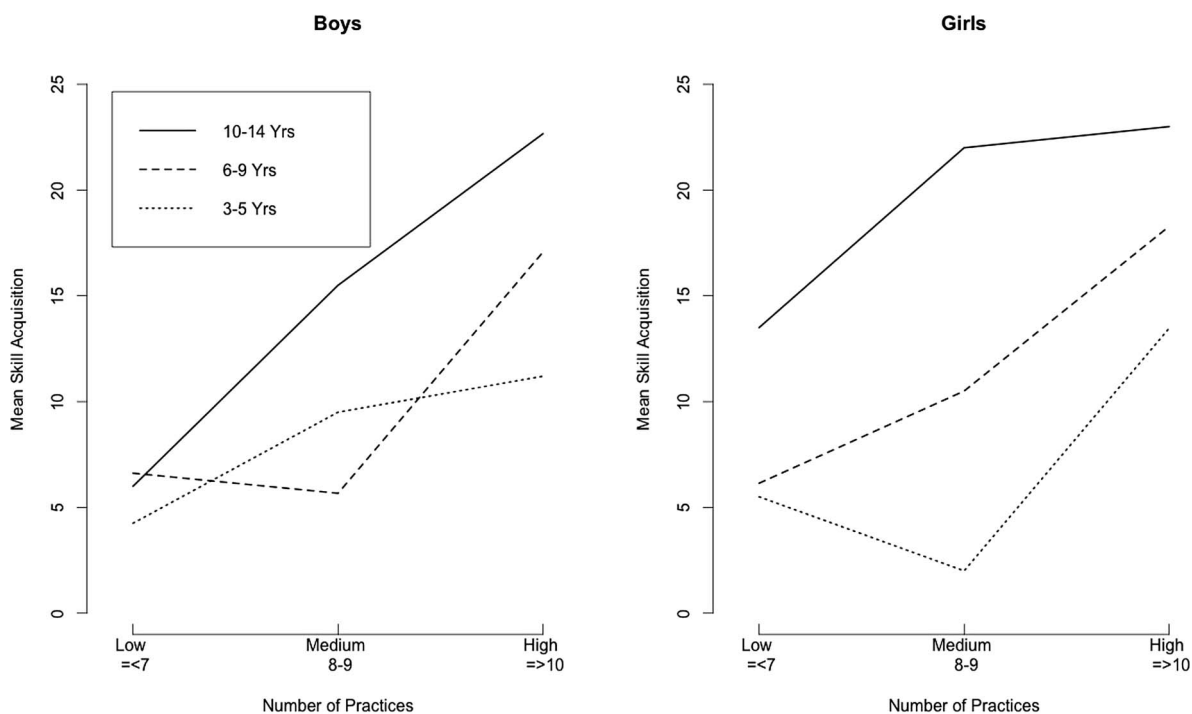 Boys
25
20
15
10
5
0
Mean Skill Acquisition
10-14 Yrs
6-9 Yrs
3-5 Yrs
Low
=<7
Medium
8-9
High
=>10
Number of Practices
Girls
25
20
15
10
5
0
Mean Skill Acquisition
Low
=<7
Medium
8-9
High
=>10
Number of Practices